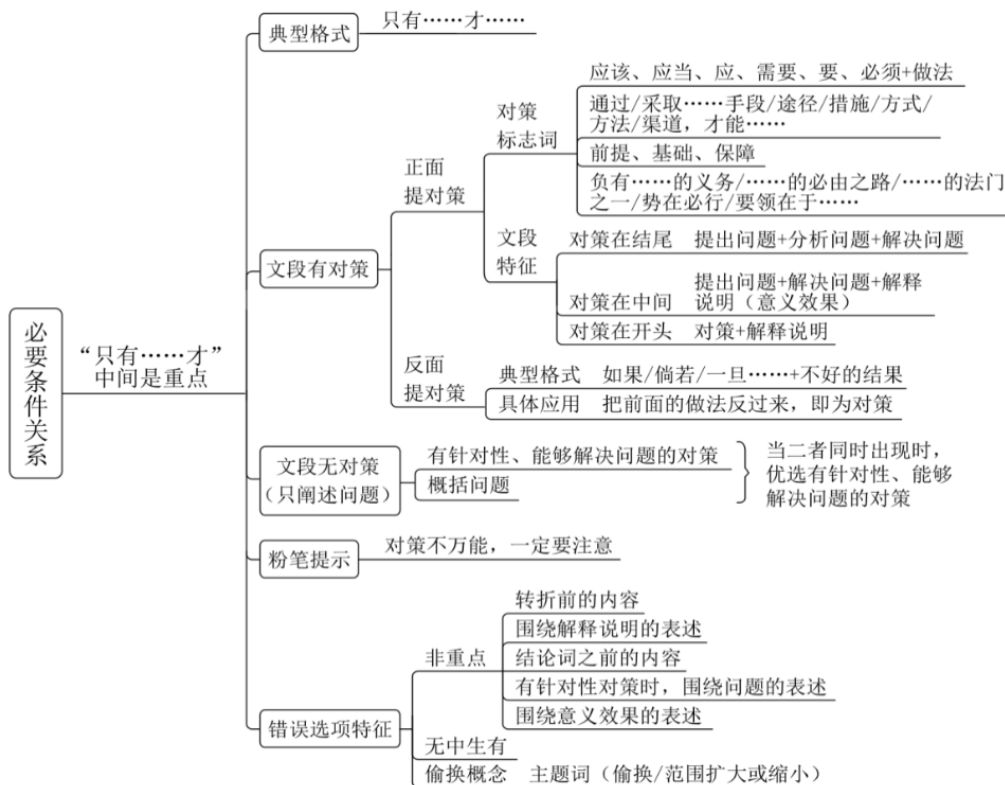 必要条件关系
“只有……才”
中间是重点
典型格式
只有……才……
文段有对策
正面
提对策
对策
标志词
应该、应当、应、需要、要、必须+做法
通过/采取……手段/途径/措施/方式/
方法/渠道，才能……
前提、基础、保障
负有……的义务/……的必由之路/……的法门
之一/势在必行/要领在于……
文段
特征
对策在结尾 提出问题+分析问题+解决问题
提出问题+解决问题+解释
对策在中间 说明（意义效果）
对策在开头 对策+解释说明
反面
提对策
典型格式 如果/倘若/一旦……+不好的结果
具体应用 把前面的做法反过来，即为对策
文段无对策
（只阐述问题）
有针对性、能够解决问题的对策
概括问题
当二者同时出现时，
优选有针对性、能够
解决问题的对策
粉笔提示
对策不万能，一定要注意
错误选项特征
非重点
转折前的内容
围绕解释说明的表述
结论词之前的内容
有针对性对策时，围绕问题的表述
围绕意义效果的表述
无中生有
偷换概念 主题词（偷换/范围扩大或缩小）